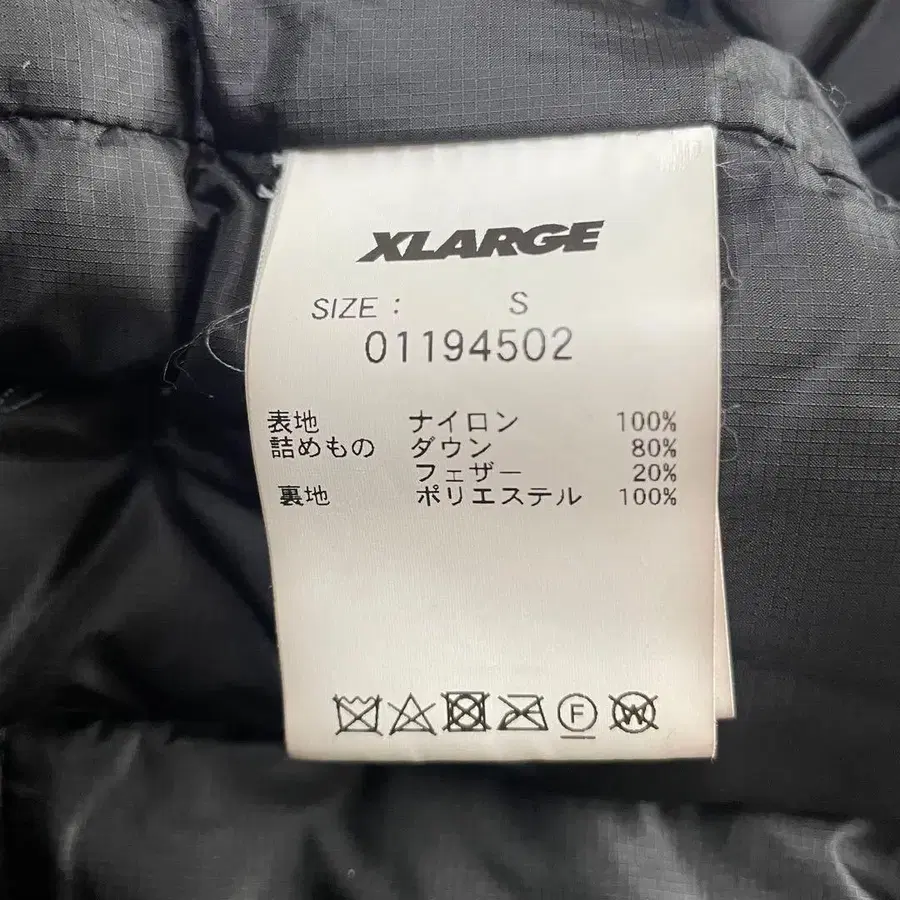 XLARGE
SIZE : S
01194502
表地 ナイロン 100%
詰めもの ダウン 80%
フェザー 20%
裏地 ポリエステル 100%
F W